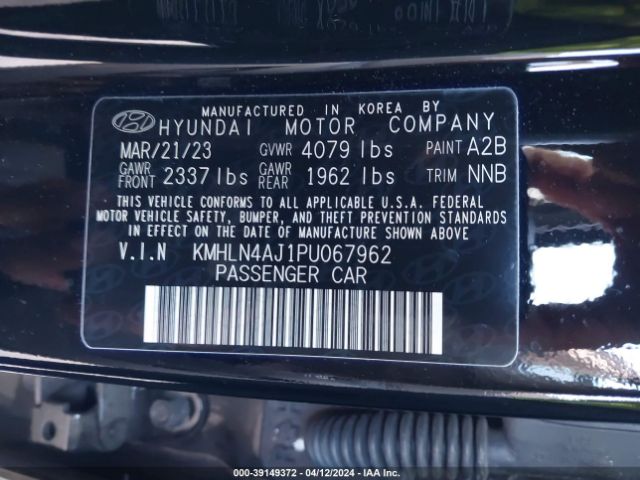 MANUFACTURED IN KOREA BY
HYUNDAI MOTOR COMPANY
MAR/21/23 GVWR 4079 lbs PAINT A2B
GAWR FRONT 2337 lbs GAWR REAR 1962 lbs TRIM NNB
THIS VEHICLE CONFORMS TO ALL APPLICABLE U.S.A. FEDERAL
MOTOR VEHICLE SAFETY, BUMPER, AND THEFT PREVENTION STANDARDS
IN EFFECT ON THE DATE OF MANUFACTURE SHOWN ABOVE
V.I.N KMHLN4AJ1PU067962
PASSENGER CAR
000-39149372 - 04/12/2024 - IAA Inc.